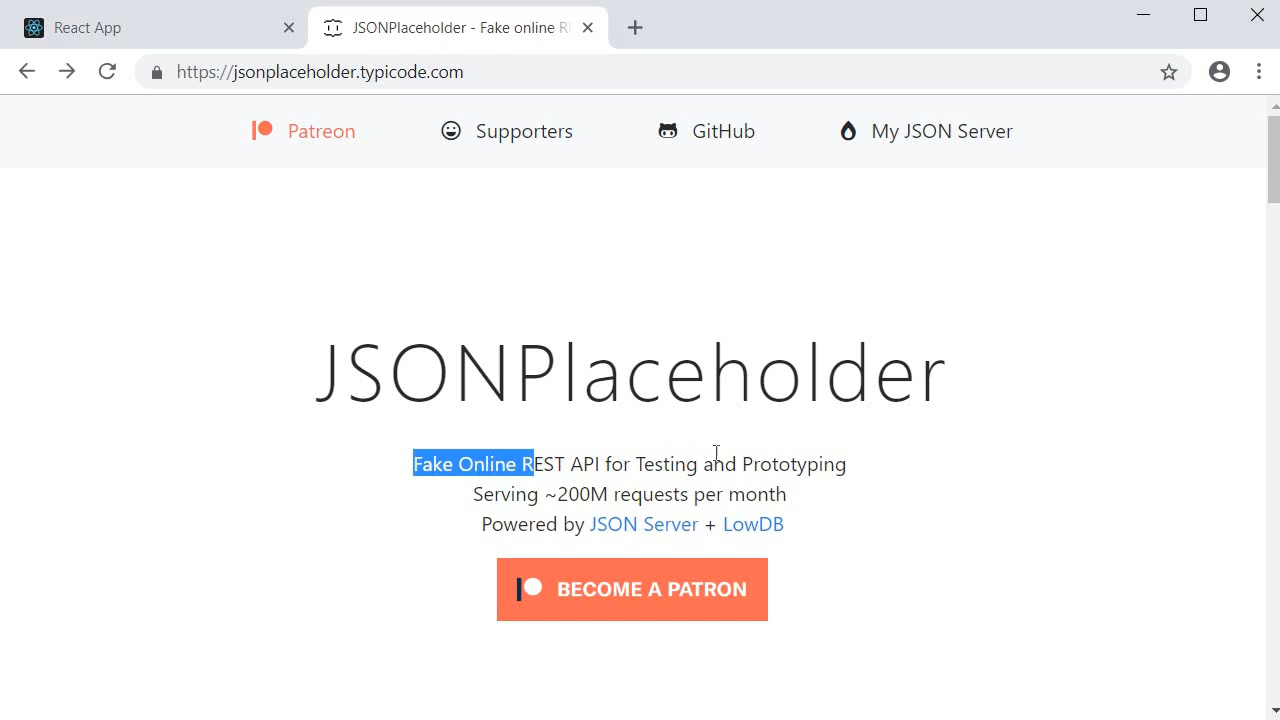 React App
JSONPlaceholder - Fake online R
https://jsonplaceholder.typicode.com
Patreon
Supporters
GitHub
My JSON Server
JSONPlaceholder
Fake Online REST API for Testing and Prototyping
Serving ~200M requests per month
Powered by JSON Server + LowDB
BECOME A PATRON